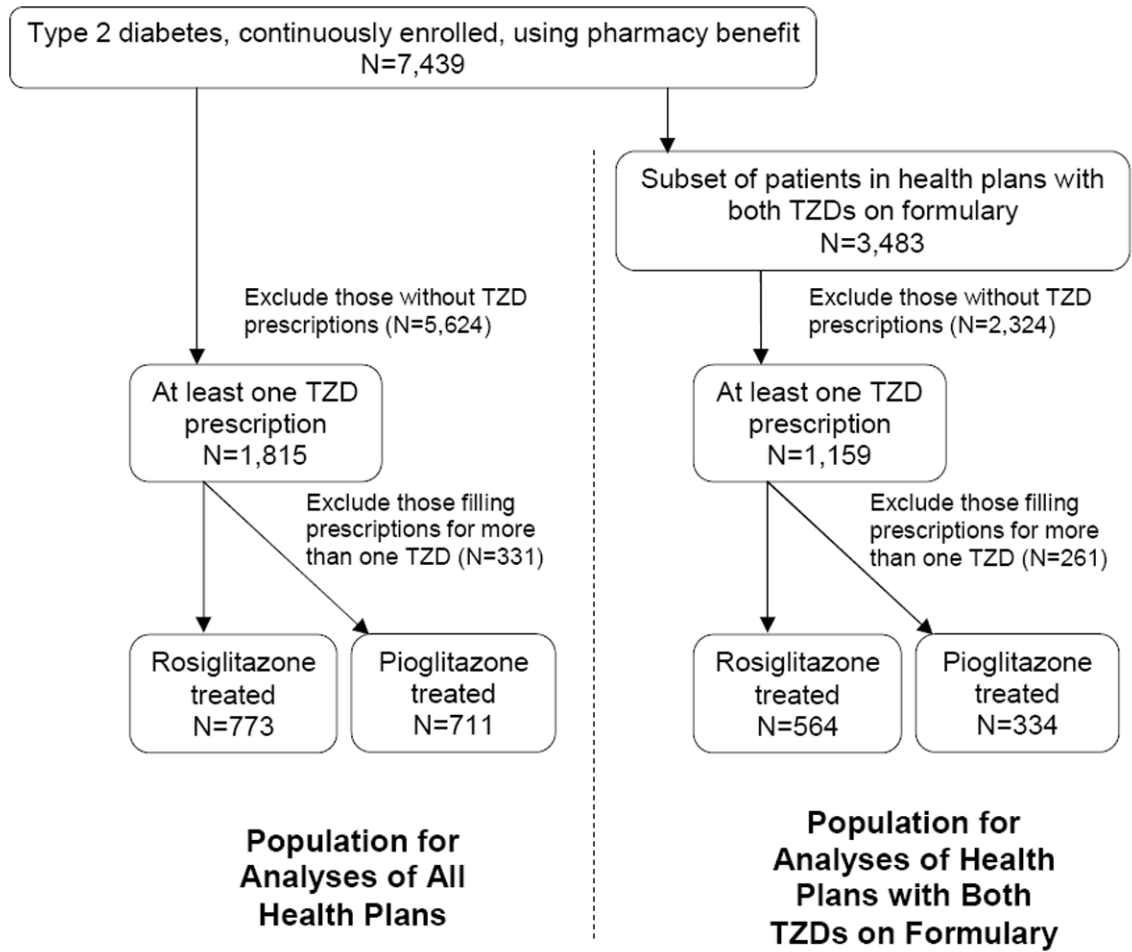 Type 2 diabetes, continuously enrolled, using pharmacy benefit
N=7,439
Subset of patients in health plans with
both TZDs on formulary
N=3,483
Exclude those without TZD
prescriptions (N=5,624)
Exclude those without TZD
prescriptions (N=2,324)
At least one TZD
prescription
N=1,815
At least one TZD
prescription
N=1,159
Exclude those filling
prescriptions for more
than one TZD (N=331)
Exclude those filling
prescriptions for more
than one TZD (N=261)
Rosiglitazone
treated
N=773
Pioglitazone
treated
N=711
Rosiglitazone
treated
N=564
Pioglitazone
treated
N=334
Population for
Analyses of All
Health Plans
Population for
Analyses of Health
Plans with Both
TZDs on Formulary